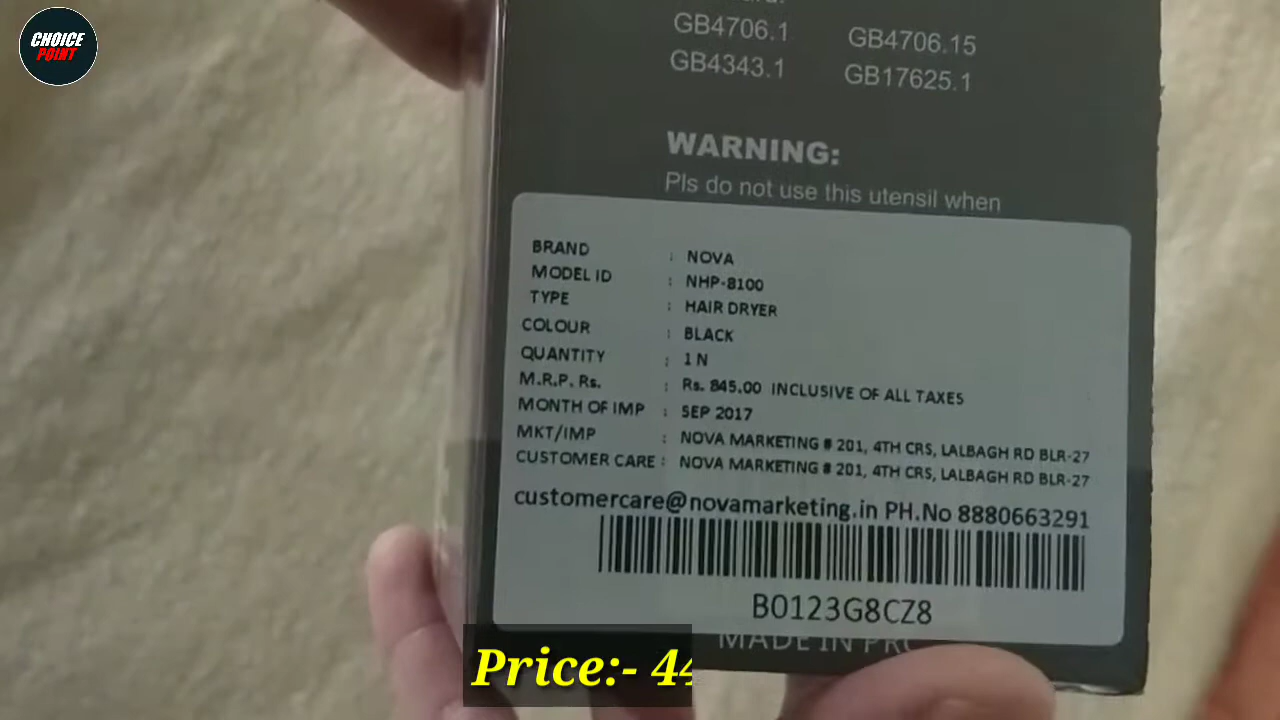 CHOICE
POINT
GB4706.1 GB4706.15
GB4343.1 GB17625.1
WARNING:
Pls do not use this utensil when
BRAND : NOVA
MODEL ID : NHP-8100
TYPE : HAIR DRYER
COLOUR : BLACK
QUANTITY : 1 N
M.R.P. Rs. : Rs. 845.00 INCLUSIVE OF ALL TAXES
MONTH OF IMP : SEP 2017
MKT/IMP : NOVA MARKETING # 201, 4TH CRS, LALBAGH RD BLR-27
CUSTOMER CARE : NOVA MARKETING # 201, 4TH CRS, LALBAGH RD BLR-27
customercare@novamarketing.in PH.No 8880663291
B0123G8CZ8
MADE IN PRC
Price:- 44